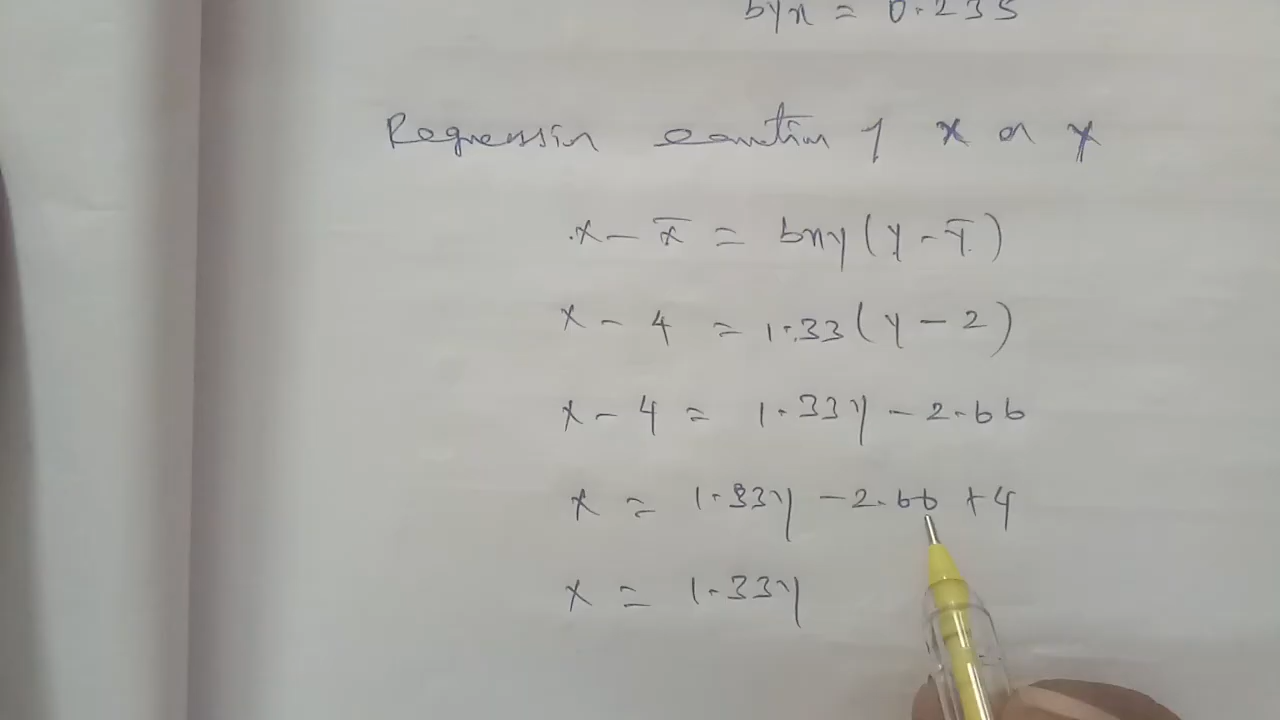 byx = 0.235
Regression equation of x on y
x - x̄ = bxy (y - ȳ)
x - 4 = 1.33 (y - 2)
x - 4 = 1.33y - 2.66
x = 1.33y - 2.66 + 4
x = 1.33y